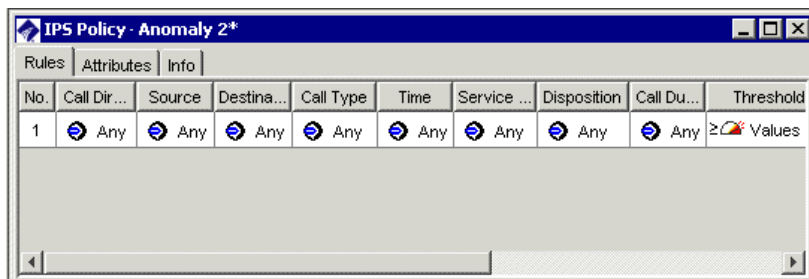 IPS Policy - Anomaly 2*
Rules Attributes Info
No. Call Dir... Source Destina... Call Type Time Service ... Disposition Call Du... Threshold
1 Any Any Any Any Any Any Any Any ≥ Values